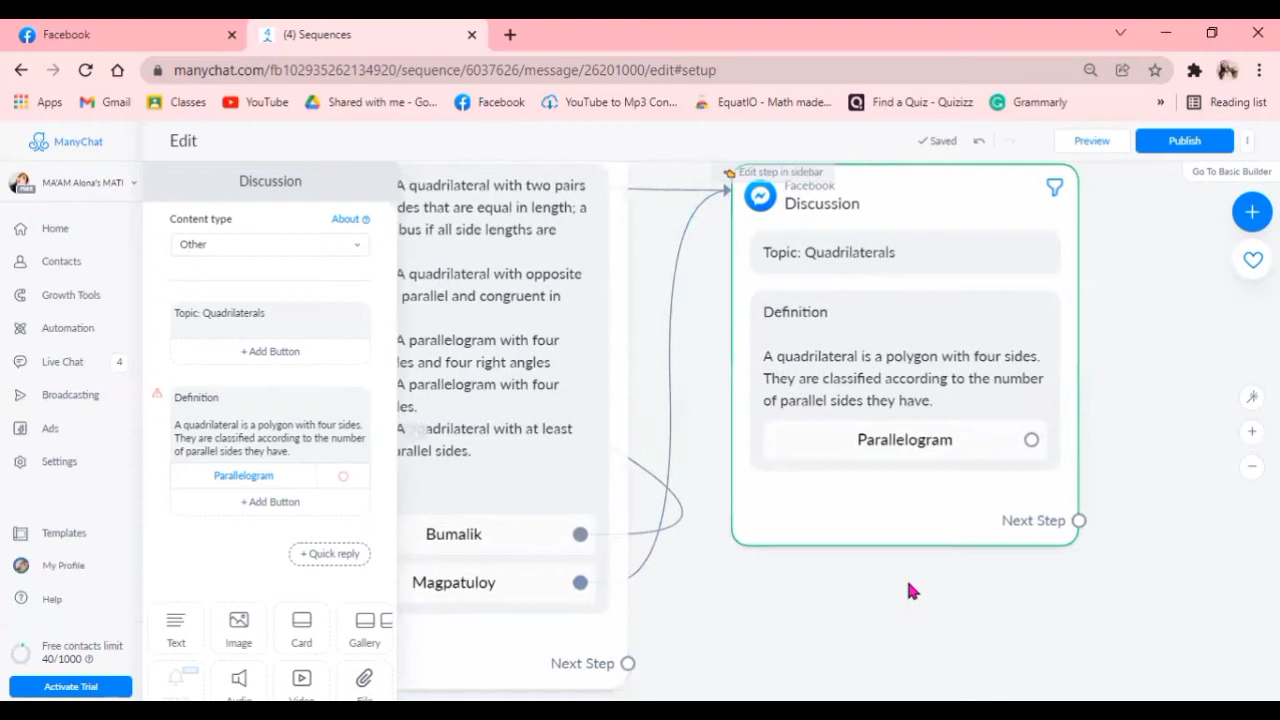 Facebook
(4) Sequences
manychat.com/fb102935262134920/sequence/6037626/message/26201000/edit#setup
Apps
Gmail
Classes
YouTube
Shared with me - Go...
Facebook
YouTube to Mp3 Con...
EquatIO - Math made...
Find a Quiz - Quizizz
Grammarly
»
Reading list
ManyChat
Edit
Saved
Preview
Publish
Go To Basic Builder
MA'AM Alona's MATI
Home
Contacts
Growth Tools
Automation
Live Chat
4
Broadcasting
Ads
Settings
Templates
My Profile
Help
Free contacts limit
40/1000
Activate Trial
Discussion
Content type
About
Other
Topic: Quadrilaterals
+ Add Button
Definition
A quadrilateral is a polygon with four sides.
They are classified according to the number
of parallel sides they have.
Parallelogram
+ Add Button
+ Quick reply
Text
Image
Card
Gallery
Audio
Video
File
A quadrilateral with two pairs
des that are equal in length; a
bus if all side lengths are
A quadrilateral with opposite
parallel and congruent in
A parallelogram with four
les and four right angles
A parallelogram with four
les.
A quadrilateral with at least
arallel sides.
Bumalik
Magpatuloy
Next Step
Edit step in sidebar
Facebook
Discussion
Topic: Quadrilaterals
Definition
A quadrilateral is a polygon with four sides.
They are classified according to the number
of parallel sides they have.
Parallelogram
Next Step